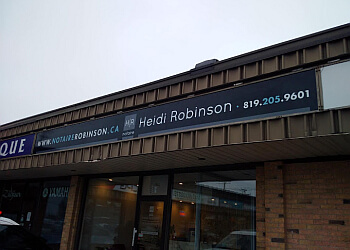 QUE
WWW.NOTAIREROBINSON.CA
HR
Heidi Robinson · 819.205.9601